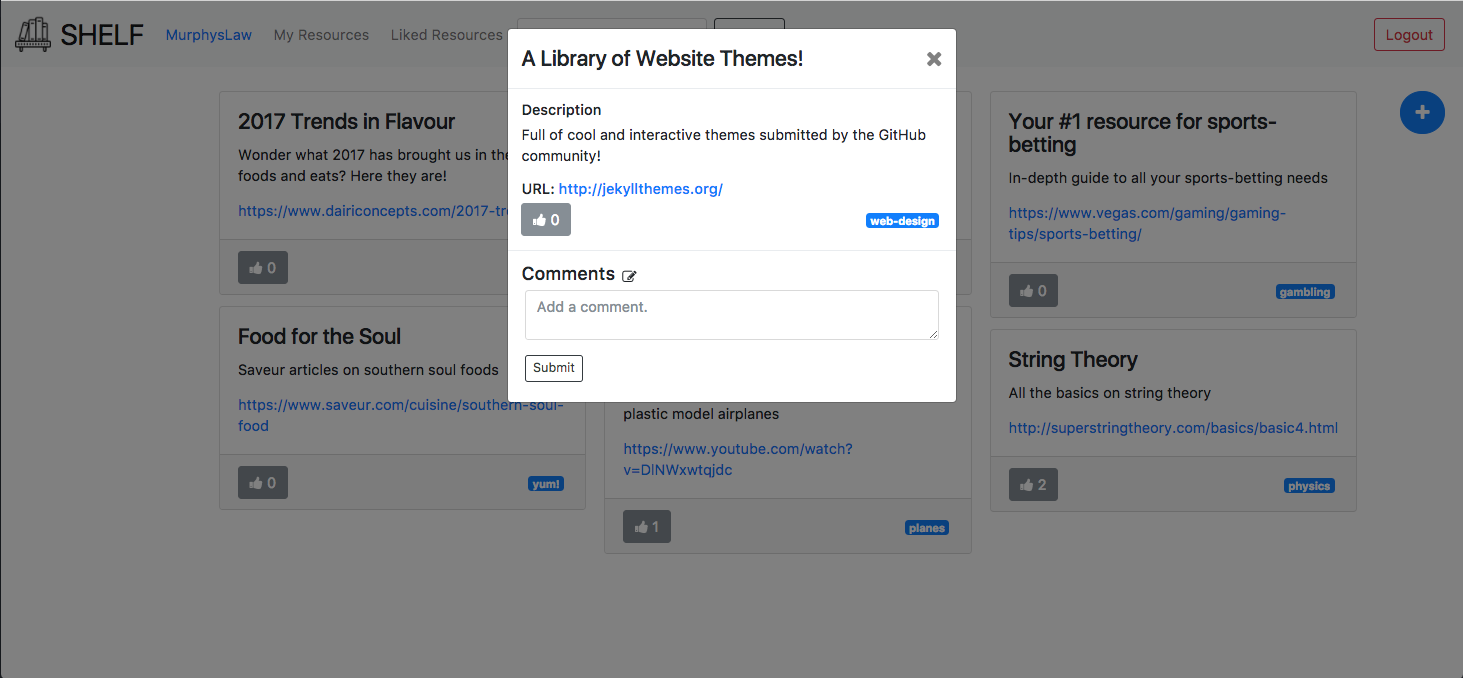 SHELF
MurphysLaw
My Resources
Liked Resources
Logout
A Library of Website Themes!
Description
Full of cool and interactive themes submitted by the GitHub
community!
URL: http://jekyllthemes.org/
0
web-design
Comments
Add a comment.
Submit
2017 Trends in Flavour
Wonder what 2017 has brought us in the
foods and eats? Here they are!
https://www.dairiconcepts.com/2017-tr
0
Food for the Soul
Saveur articles on southern soul foods
https://www.saveur.com/cuisine/southern-soul-
food
0
yum!
plastic model airplanes
https://www.youtube.com/watch?
v=DlNWxwtqjdc
1
planes
Your #1 resource for sports-
betting
In-depth guide to all your sports-betting needs
https://www.vegas.com/gaming/gaming-
tips/sports-betting/
0
gambling
String Theory
All the basics on string theory
http://superstringtheory.com/basics/basic4.html
2
physics